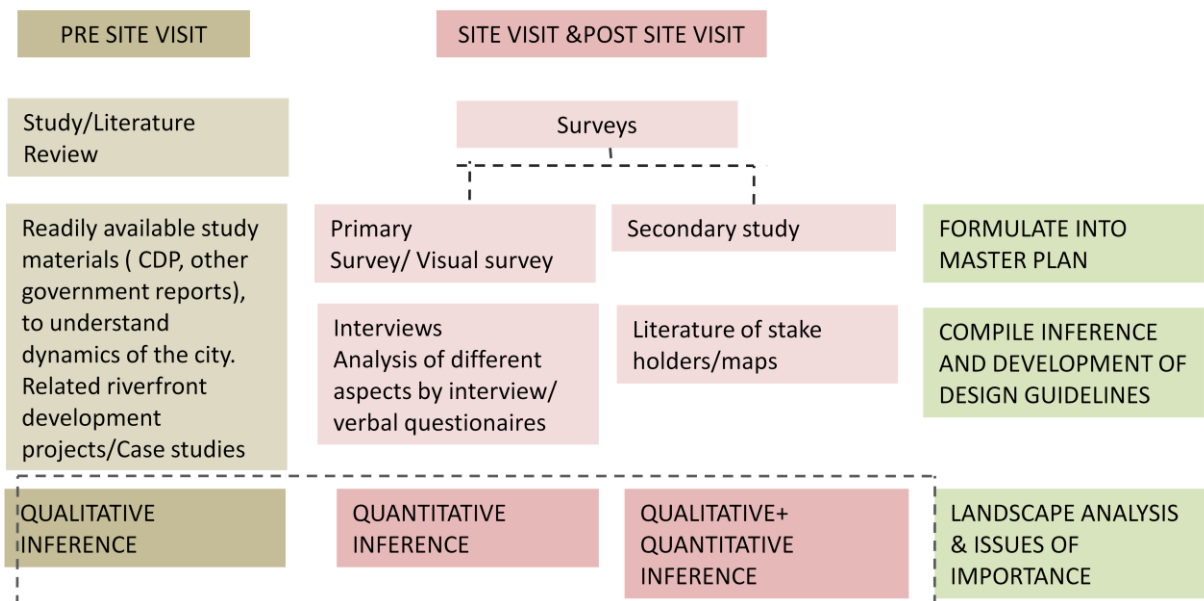 PRE SITE VISIT
SITE VISIT &POST SITE VISIT
Study/Literature
Review
Surveys
Readily available study
materials ( CDP, other
government reports),
to understand
dynamics of the city.
Related riverfront
development
projects/Case studies
Primary
Survey/ Visual survey
Secondary study
FORMULATE INTO
MASTER PLAN
Interviews
Analysis of different
aspects by interview/
verbal questionaires
Literature of stake
holders/maps
COMPILE INFERENCE
AND DEVELOPMENT OF
DESIGN GUIDELINES
QUALITATIVE
INFERENCE
QUANTITATIVE
INFERENCE
QUALITATIVE+
QUANTITATIVE
INFERENCE
LANDSCAPE ANALYSIS
& ISSUES OF
IMPORTANCE